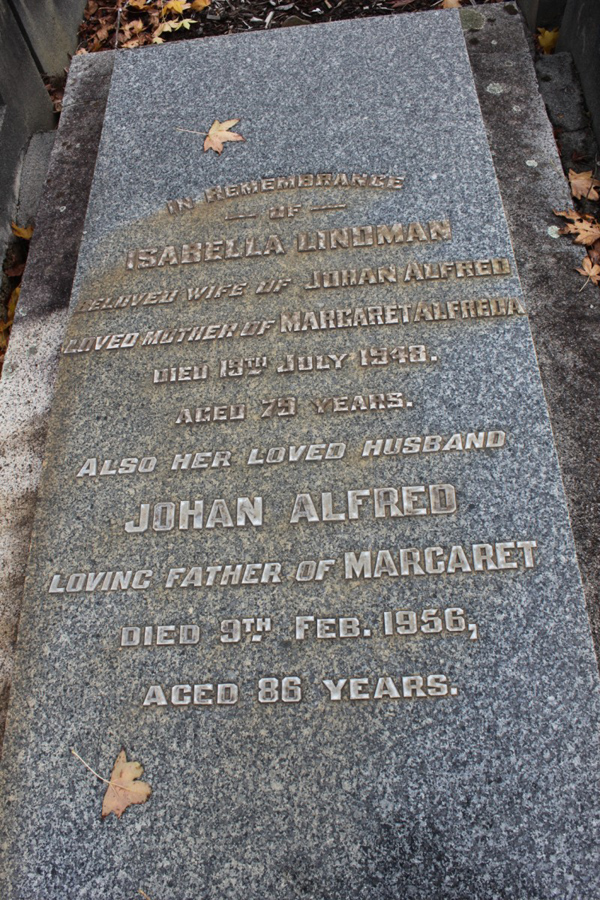 IN REMEMBRANCE
— OF —
ISABELLA LINDMAN
BELOVED WIFE OF JOHAN ALFRED
LOVED MOTHER OF MARGARET ALFREDA
DIED 19TH JULY 1948.
AGED 79 YEARS.
ALSO HER LOVED HUSBAND
JOHAN ALFRED
LOVING FATHER OF MARGARET
DIED 9TH FEB. 1956,
AGED 86 YEARS.